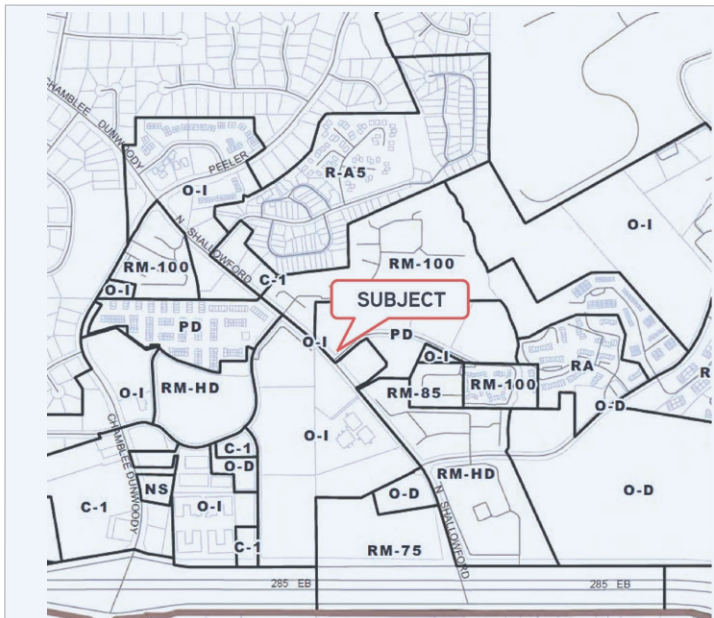 CHAMBLEE DUNWOODY
PEELER
O-I
R-A5
N SHALLOWFORD
O-I
RM-100
C-1
RM-100
O-I
SUBJECT
PD
O-I
PD
O-I
RA
O-I
RM-HD
RM-85
RM-100
R
O-D
CHAMBLEE DUNWOODY
O-I
C-1
O-D
RM-HD
NS
O-I
O-D
O-D
C-1
C-1
RM-75
N SHALLOWFORD
285 EB
285 EB